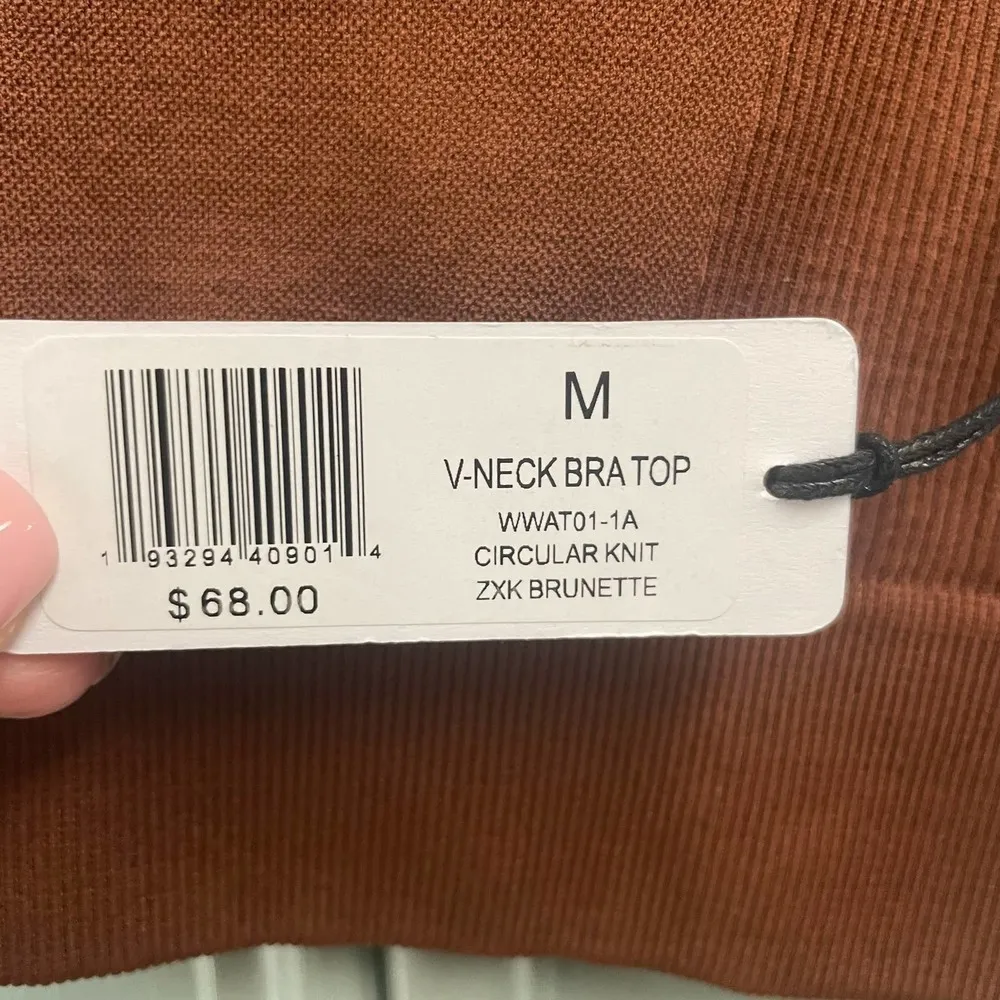 M
V-NECK BRA TOP
WWAT01-1A
CIRCULAR KNIT
ZXK BRUNETTE
1 93294 40901 4
$68.00